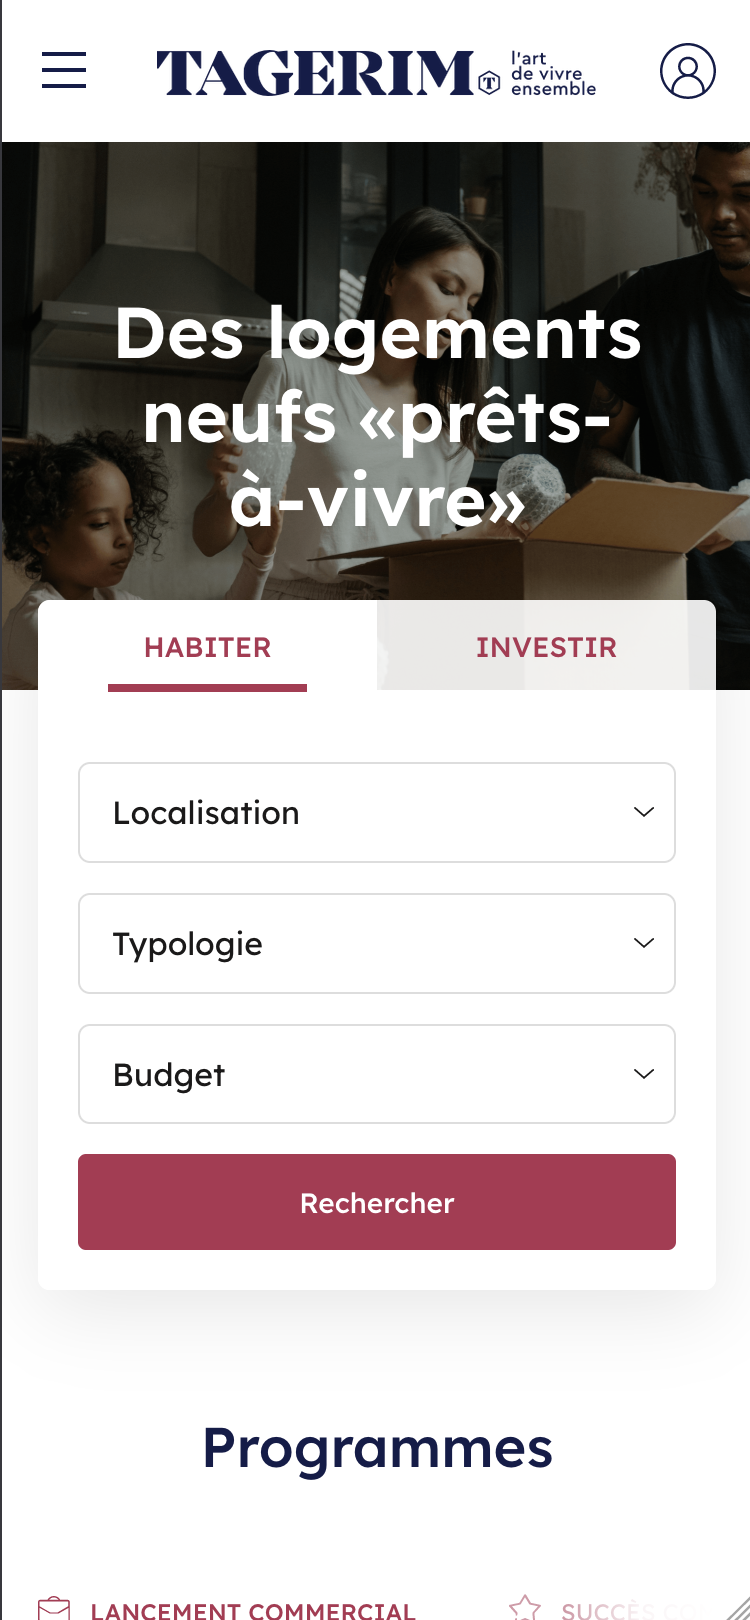 TAGERIM
l'art
de vivre
ensemble
Des logements
neufs «prêts-
à-vivre»
HABITER
INVESTIR
Localisation
Typologie
Budget
Rechercher
Programmes
LANCEMENT COMMERCIAL
SUCCÈS